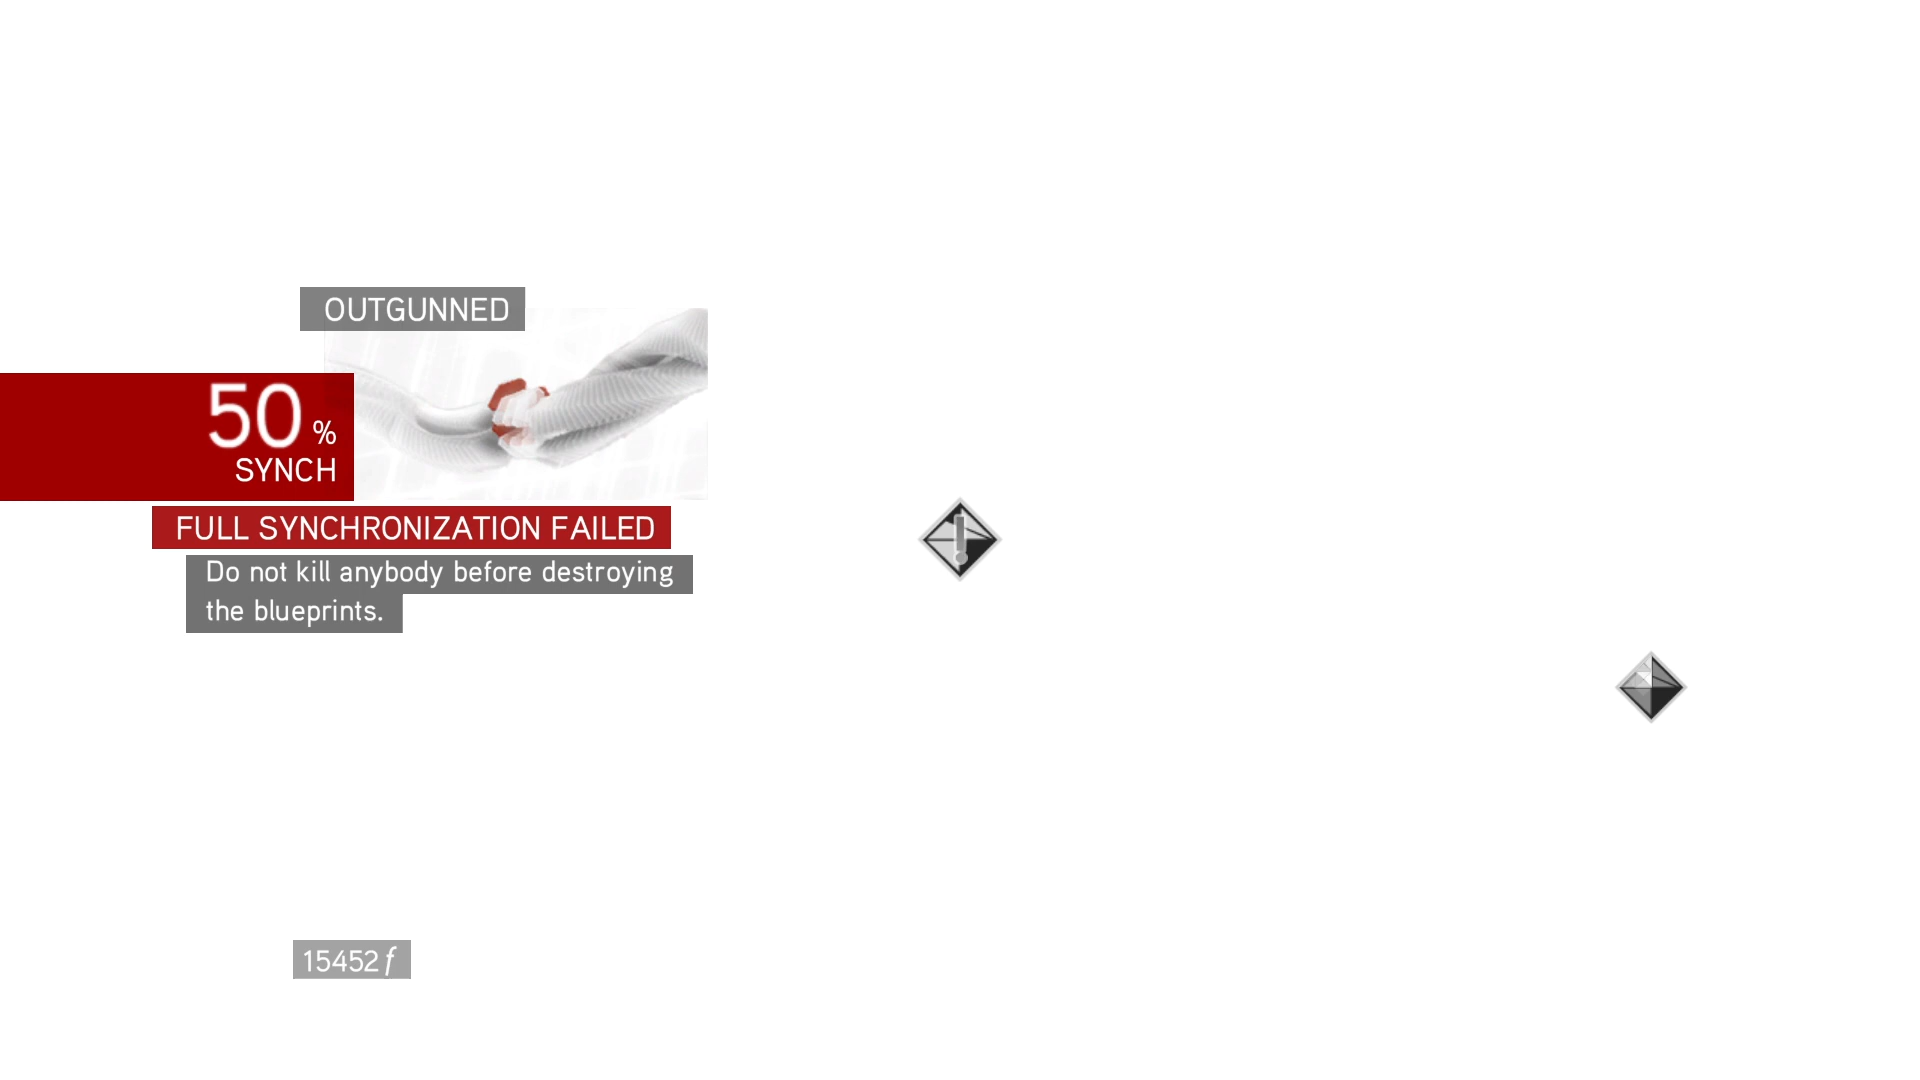 OUTGUNNED
50 %
SYNCH
FULL SYNCHRONIZATION FAILED
Do not kill anybody before destroying
the blueprints.
15452 ƒ